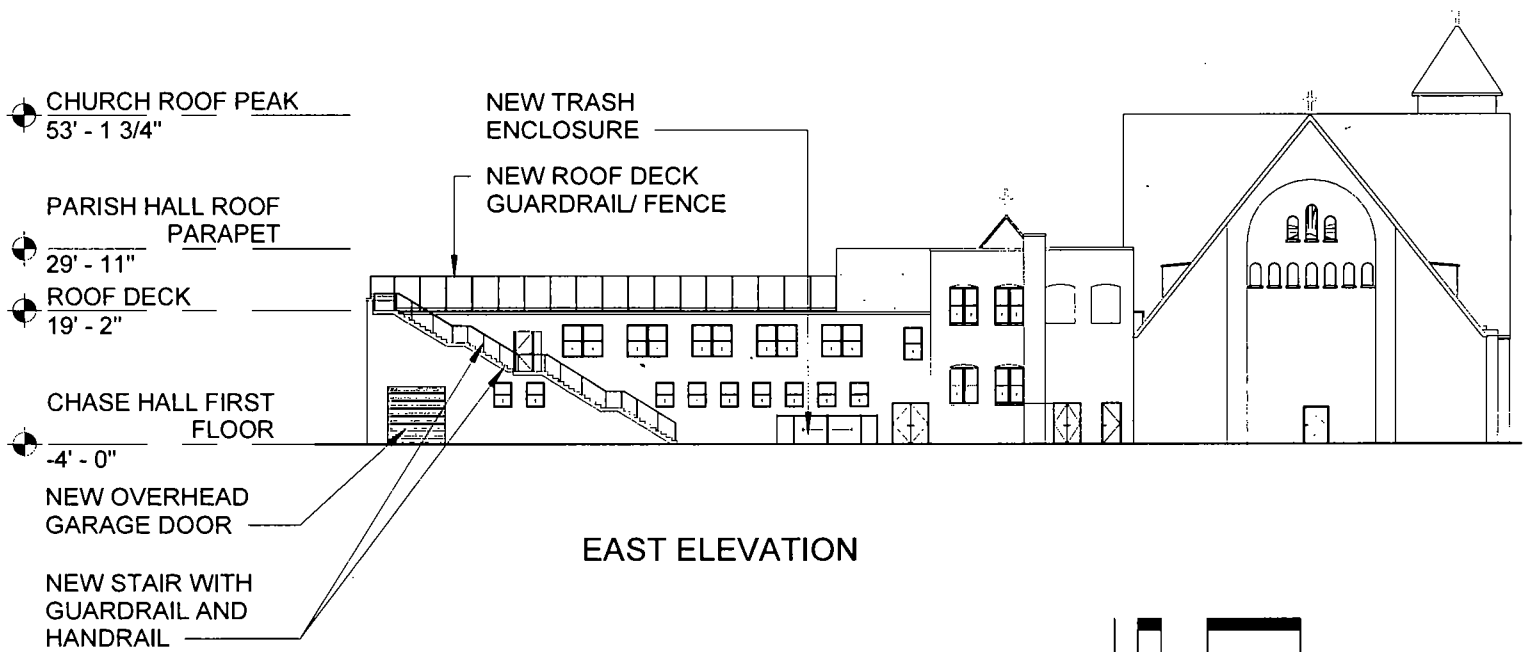 CHURCH ROOF PEAK
53' - 1 3/4"
PARISH HALL ROOF
PARAPET
29' - 11"
ROOF DECK
19' - 2"
CHASE HALL FIRST
FLOOR
-4' - 0"
NEW OVERHEAD
GARAGE DOOR
NEW STAIR WITH
GUARDRAIL AND
HANDRAIL
NEW TRASH
ENCLOSURE
NEW ROOF DECK
GUARDRAIL/ FENCE
EAST ELEVATION